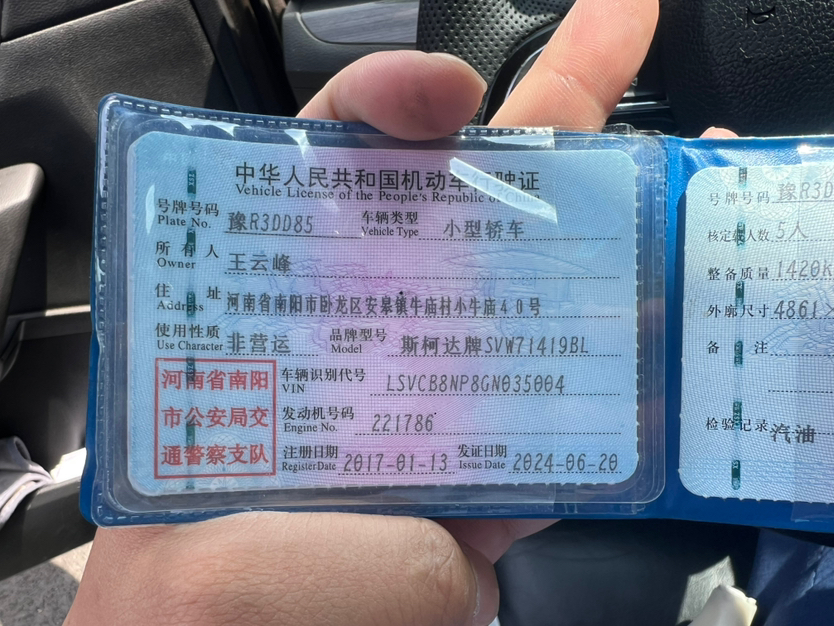 中华人民共和国机动车行驶证
Vehicle License of the People's Republic of China
号牌号码 豫R3DD85 车辆类型 小型轿车
Plate No. Vehicle Type
所有人 王云峰
Owner
住址 河南省南阳市卧龙区安皋镇牛庙村小牛庙40号
Address
使用性质 非营运 品牌型号 斯柯达牌SVW71419BL
Use Character Model
河南省南阳
市公安局交
通警察支队
车辆识别代号 LSVCB8NP8GN035004
VIN
发动机号码 221786
Engine No.
注册日期 2017-01-13 发证日期 2024-06-20
Register Date Issue Date
号牌号码 豫R3D
核定载人数 5人
整备质量 1420K
外廓尺寸 4861×
备注
检验记录 汽油